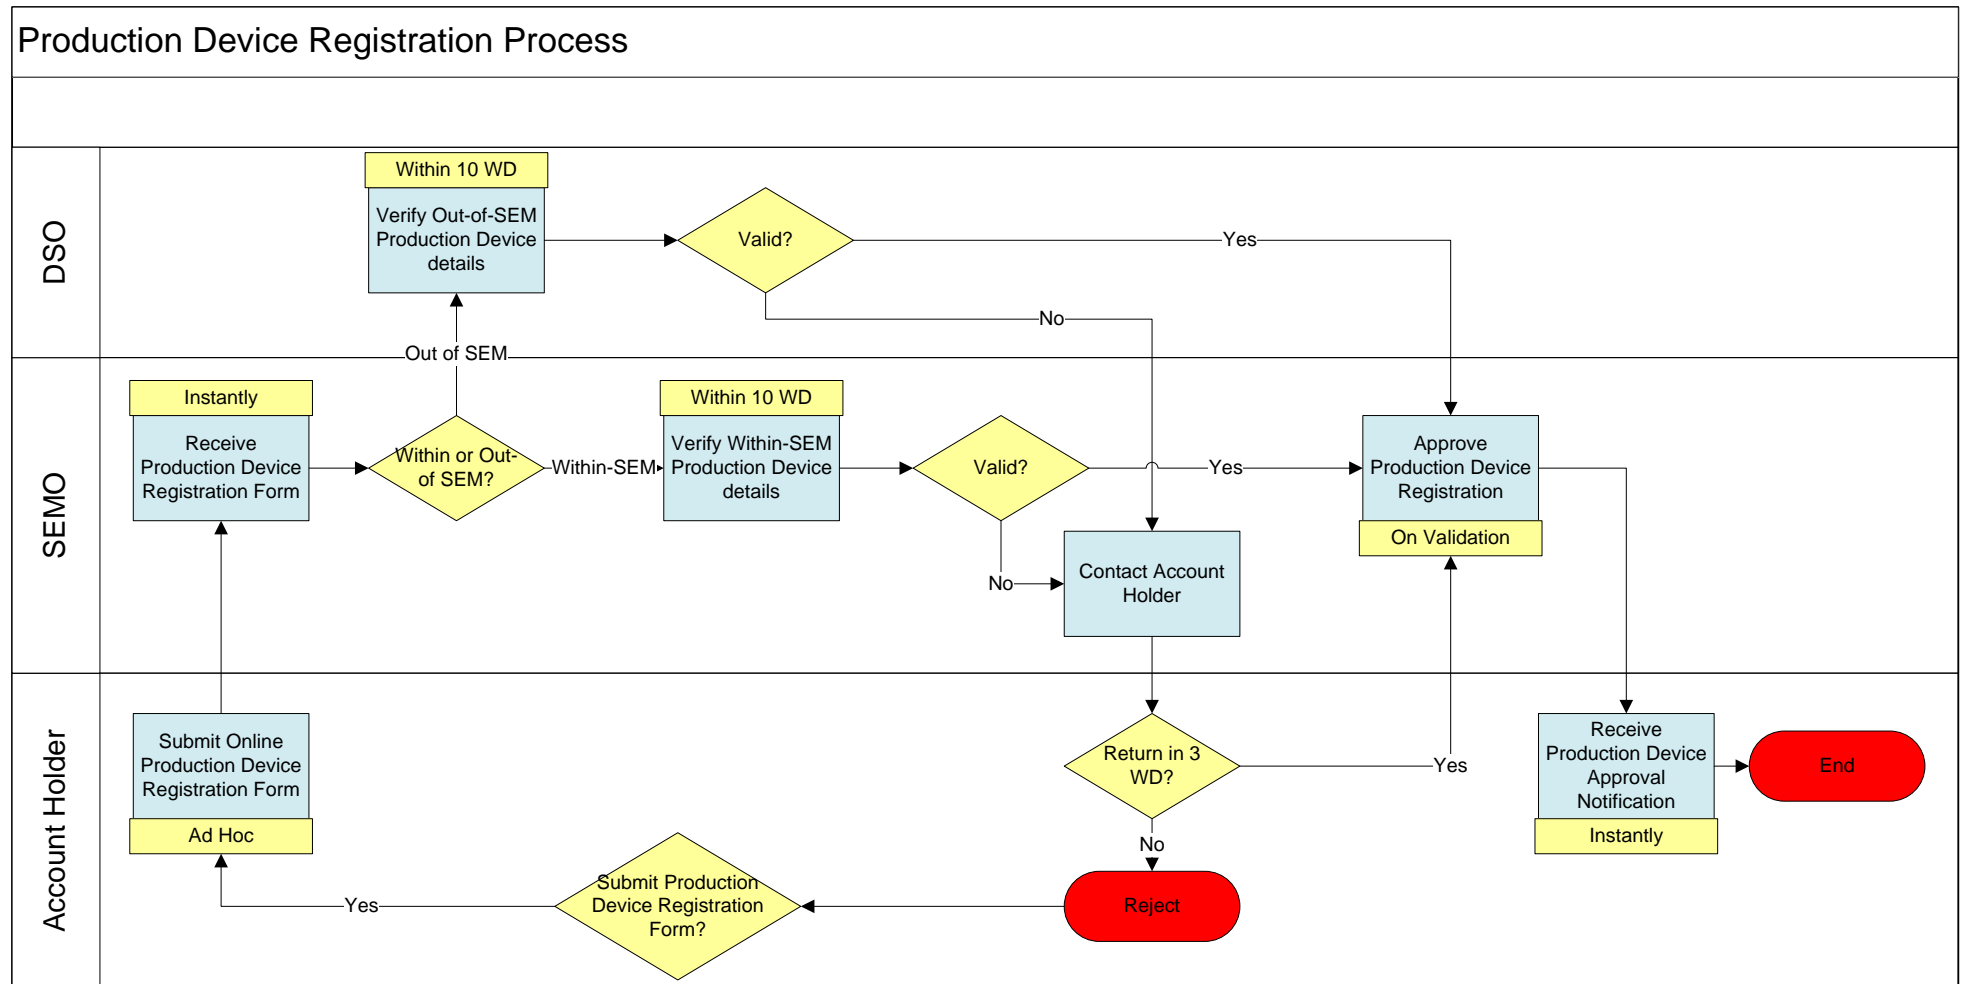 Production Device Registration Process
DSO
Within 10 WD
Verify Out-of-SEM
Production Device
details
Valid?
Yes
No
Out of SEM
SEMO
Instantly
Receive
Production Device
Registration Form
Within or Out-
of SEM?
Within-SEM
Within 10 WD
Verify Within-SEM
Production Device
details
Valid?
Yes
No
Contact Account
Holder
Approve
Production Device
Registration
On Validation
Account Holder
Submit Online
Production Device
Registration Form
Ad Hoc
Yes
Submit Production
Device Registration
Form?
Return in 3
WD?
Yes
No
Reject
Receive
Production Device
Approval
Notification
Instantly
End